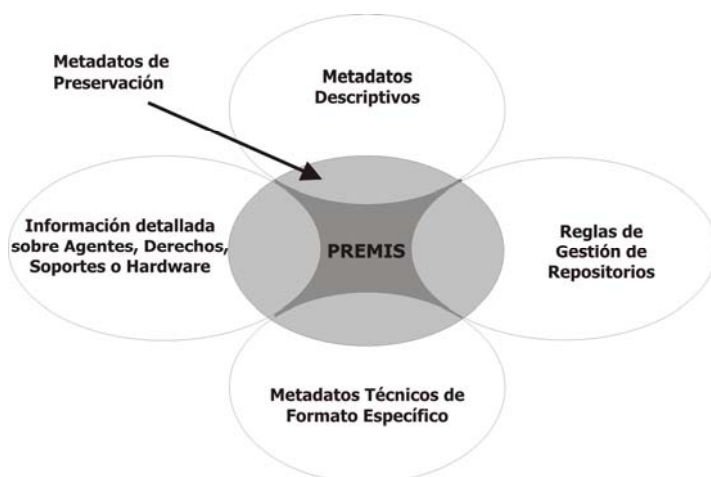 Metadatos de
Preservación
Metadatos
Descriptivos
Información detallada
sobre Agentes, Derechos,
Soportes o Hardware
PREMIS
Reglas de
Gestión de
Repositorios
Metadatos Técnicos de
Formato Específico